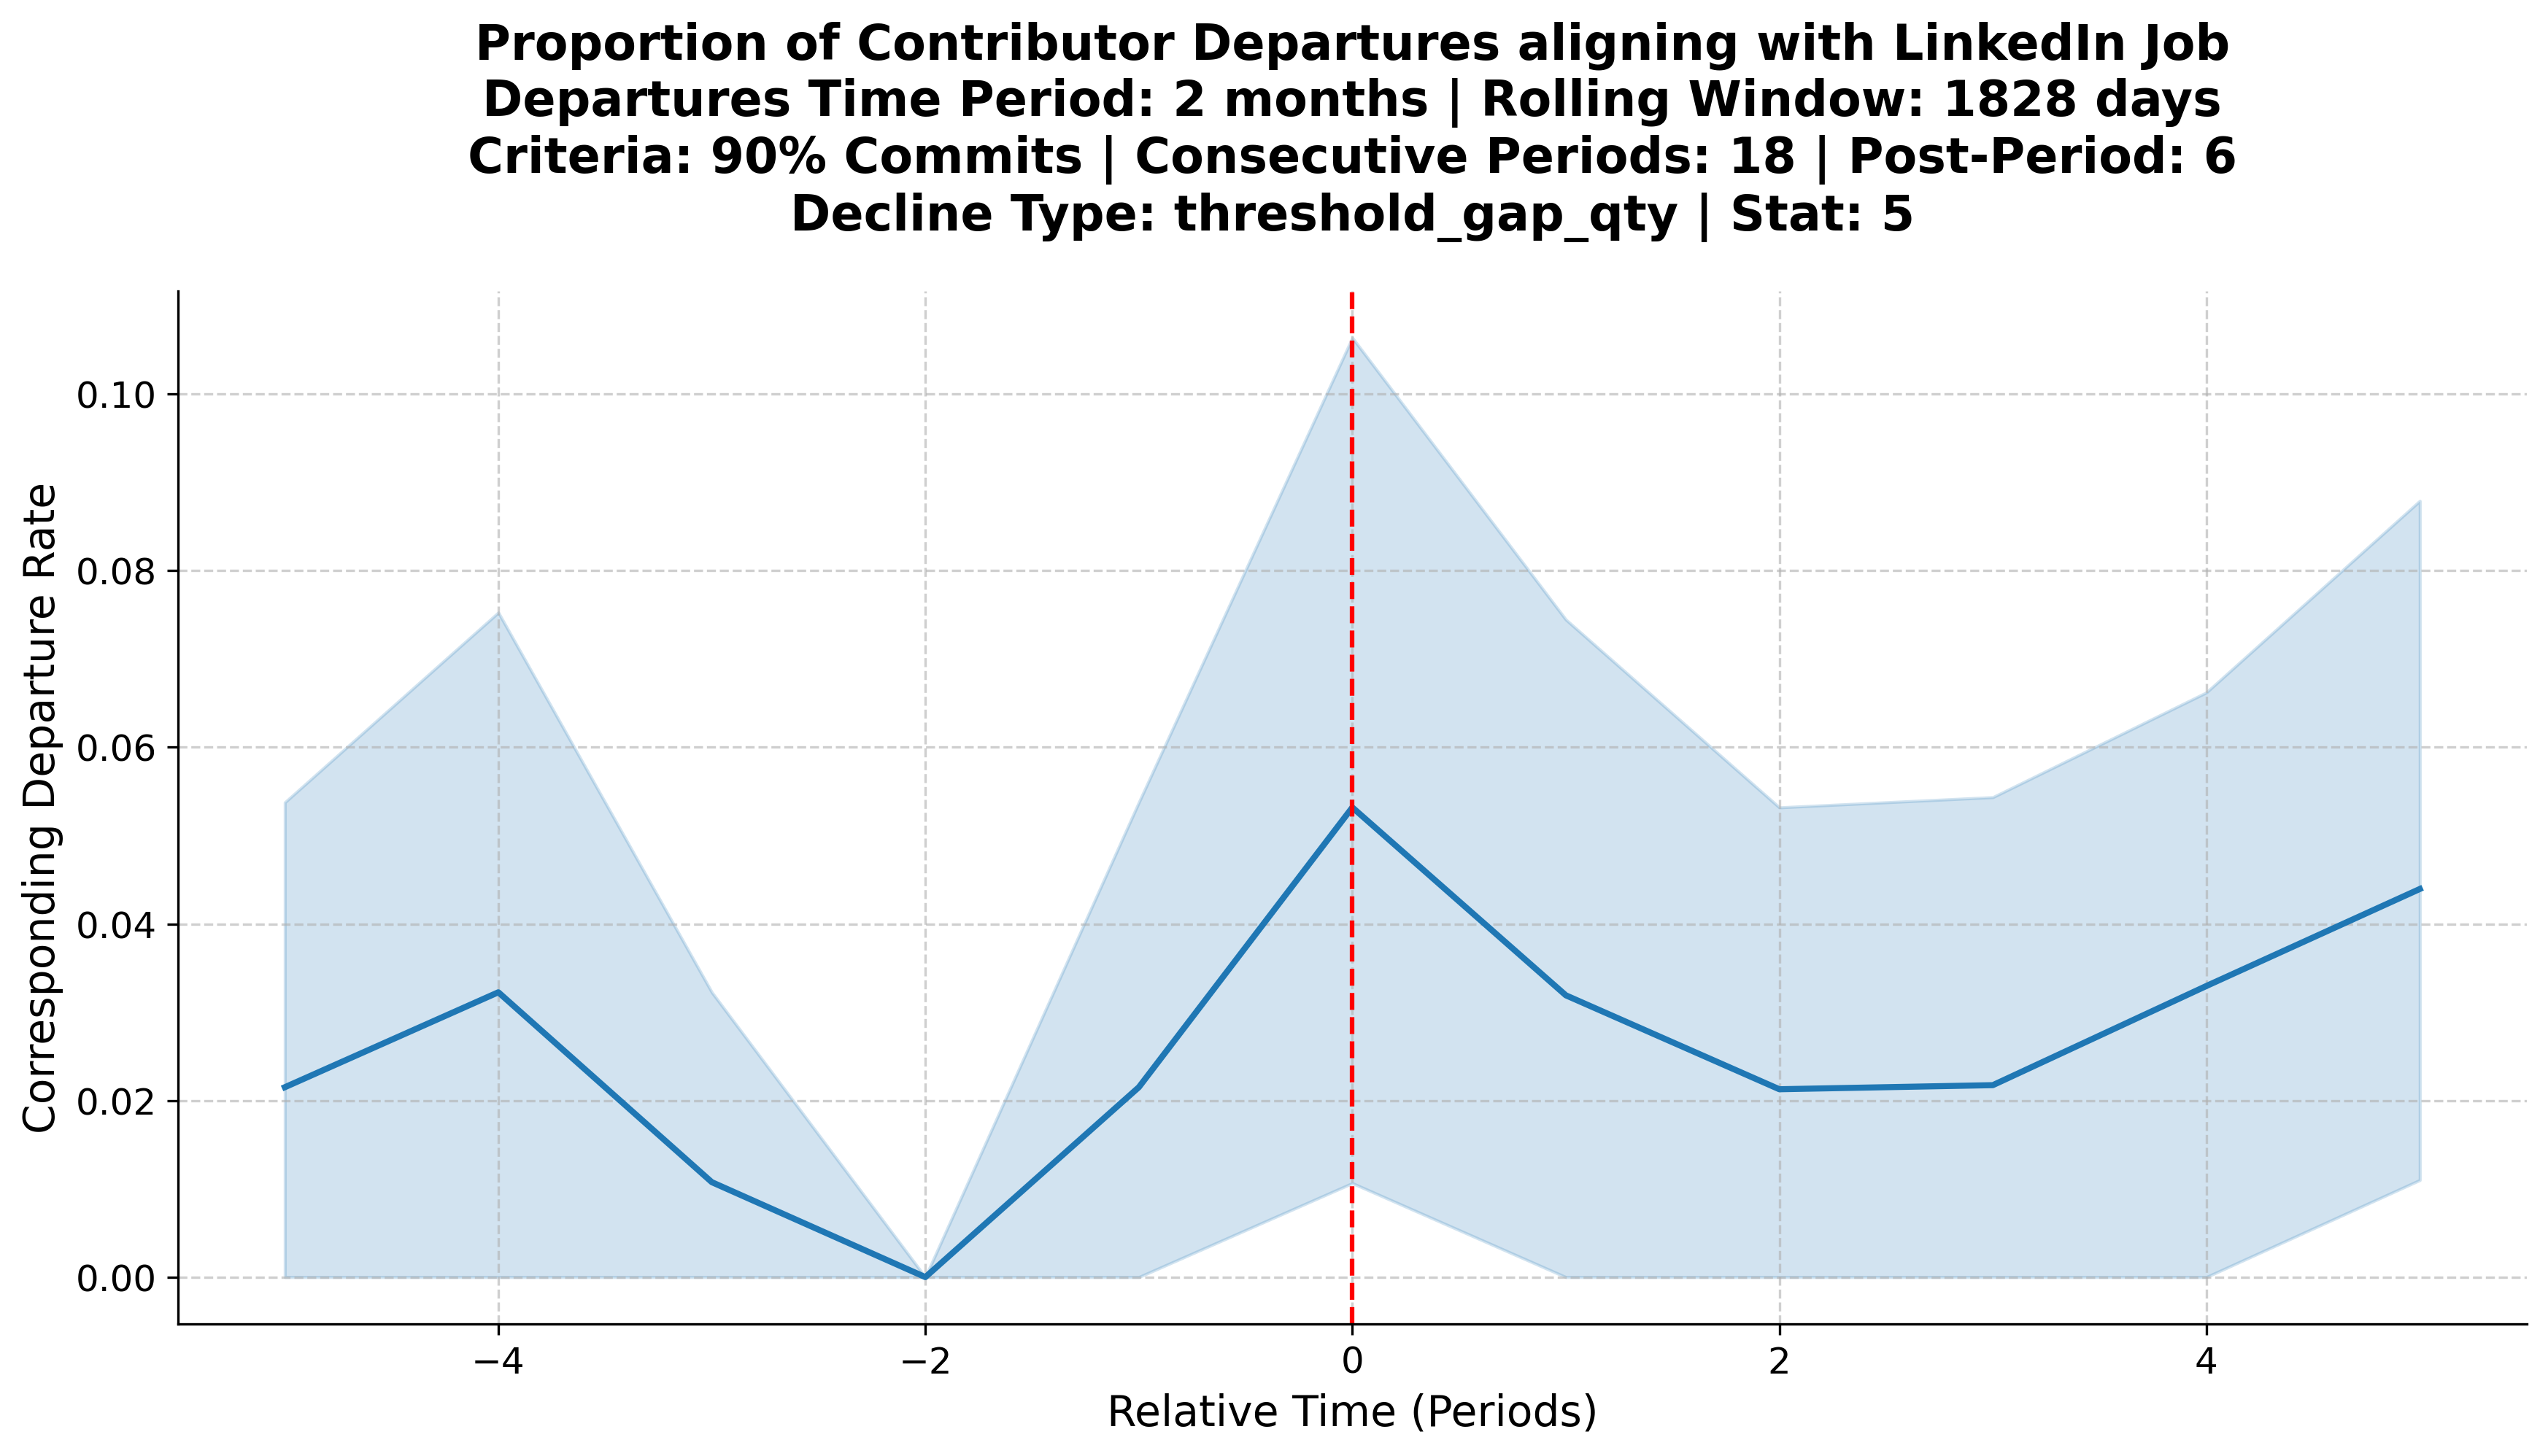 Proportion of Contributor Departures aligning with LinkedIn Job
Departures Time Period: 2 months | Rolling Window: 1828 days
Criteria: 90% Commits | Consecutive Periods: 18 | Post-Period: 6
Decline Type: threshold_gap_qty | Stat: 5
Corresponding Departure Rate
0.10
0.08
0.06
0.04
0.02
0.00
−4
−2
0
2
4
Relative Time (Periods)